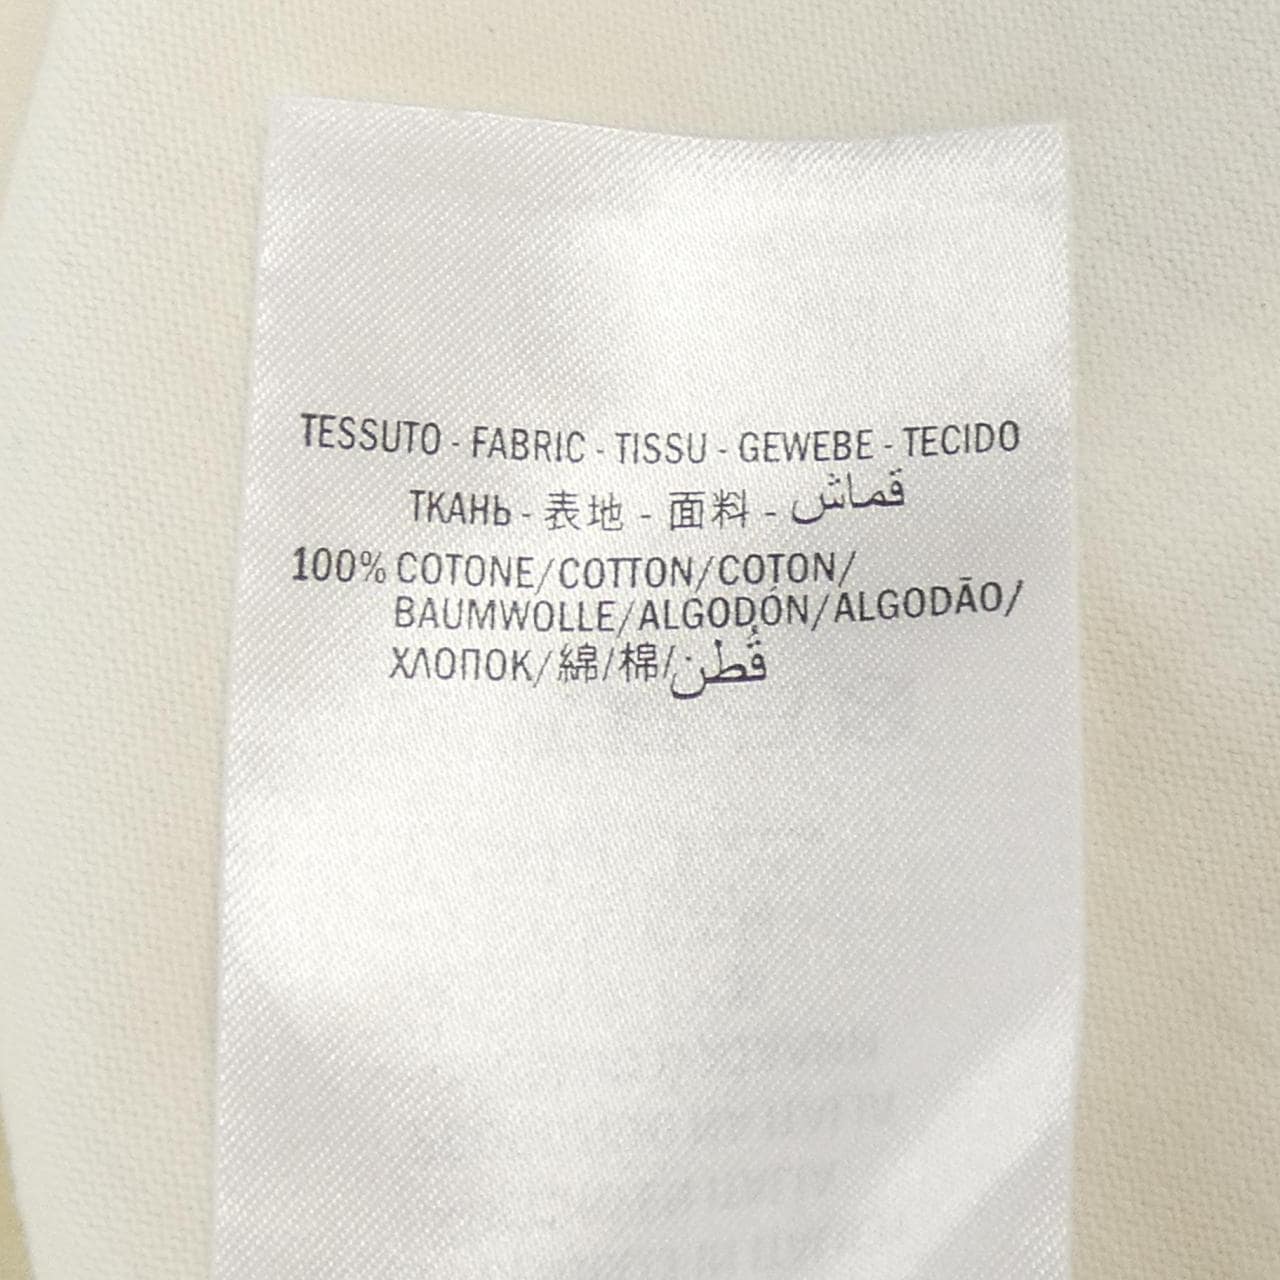 TESSUTO - FABRIC - TISSU - GEWEBE - TECIDO
ТКАНЬ - 表地 - 面料 - قماش
100% COTONE/COTTON/COTON/
BAUMWOLLE/ALGODÓN/ALGODÃO/
ХЛОПОК/綿/棉/قُطن